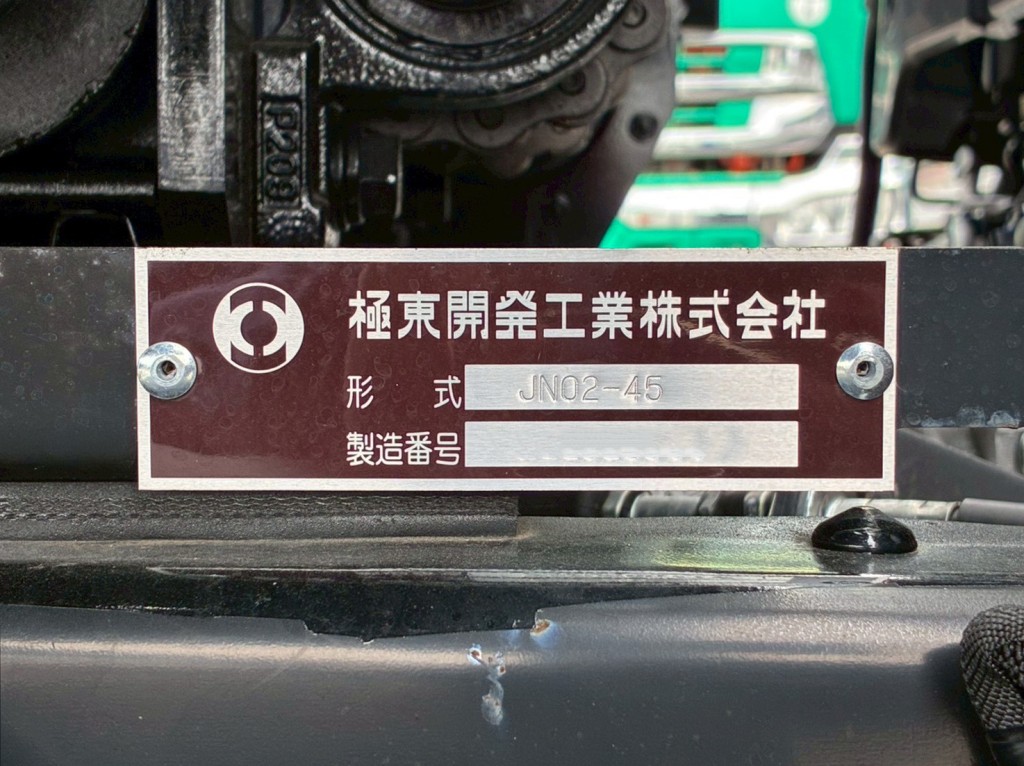 P209
極東開発工業株式会社
形 式 JN02-45
製造番号